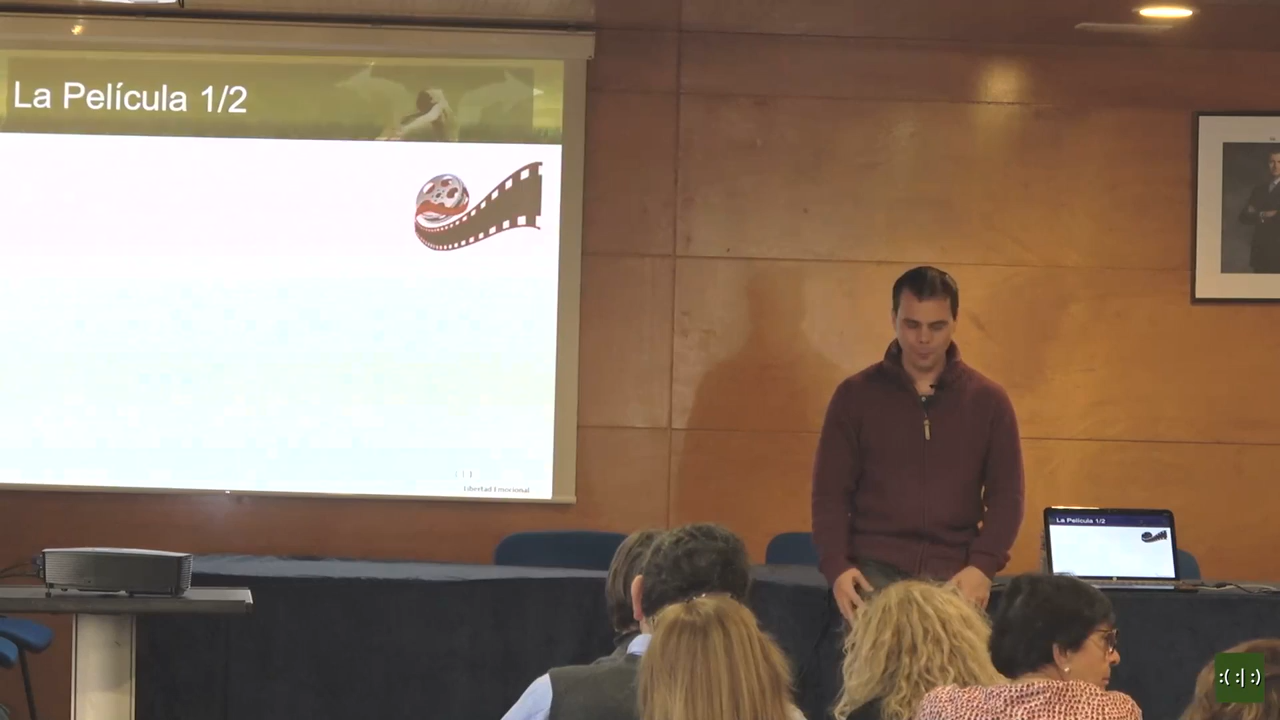 La Película 1/2
Libertad Emocional
La Película 1/2
:( :| :)